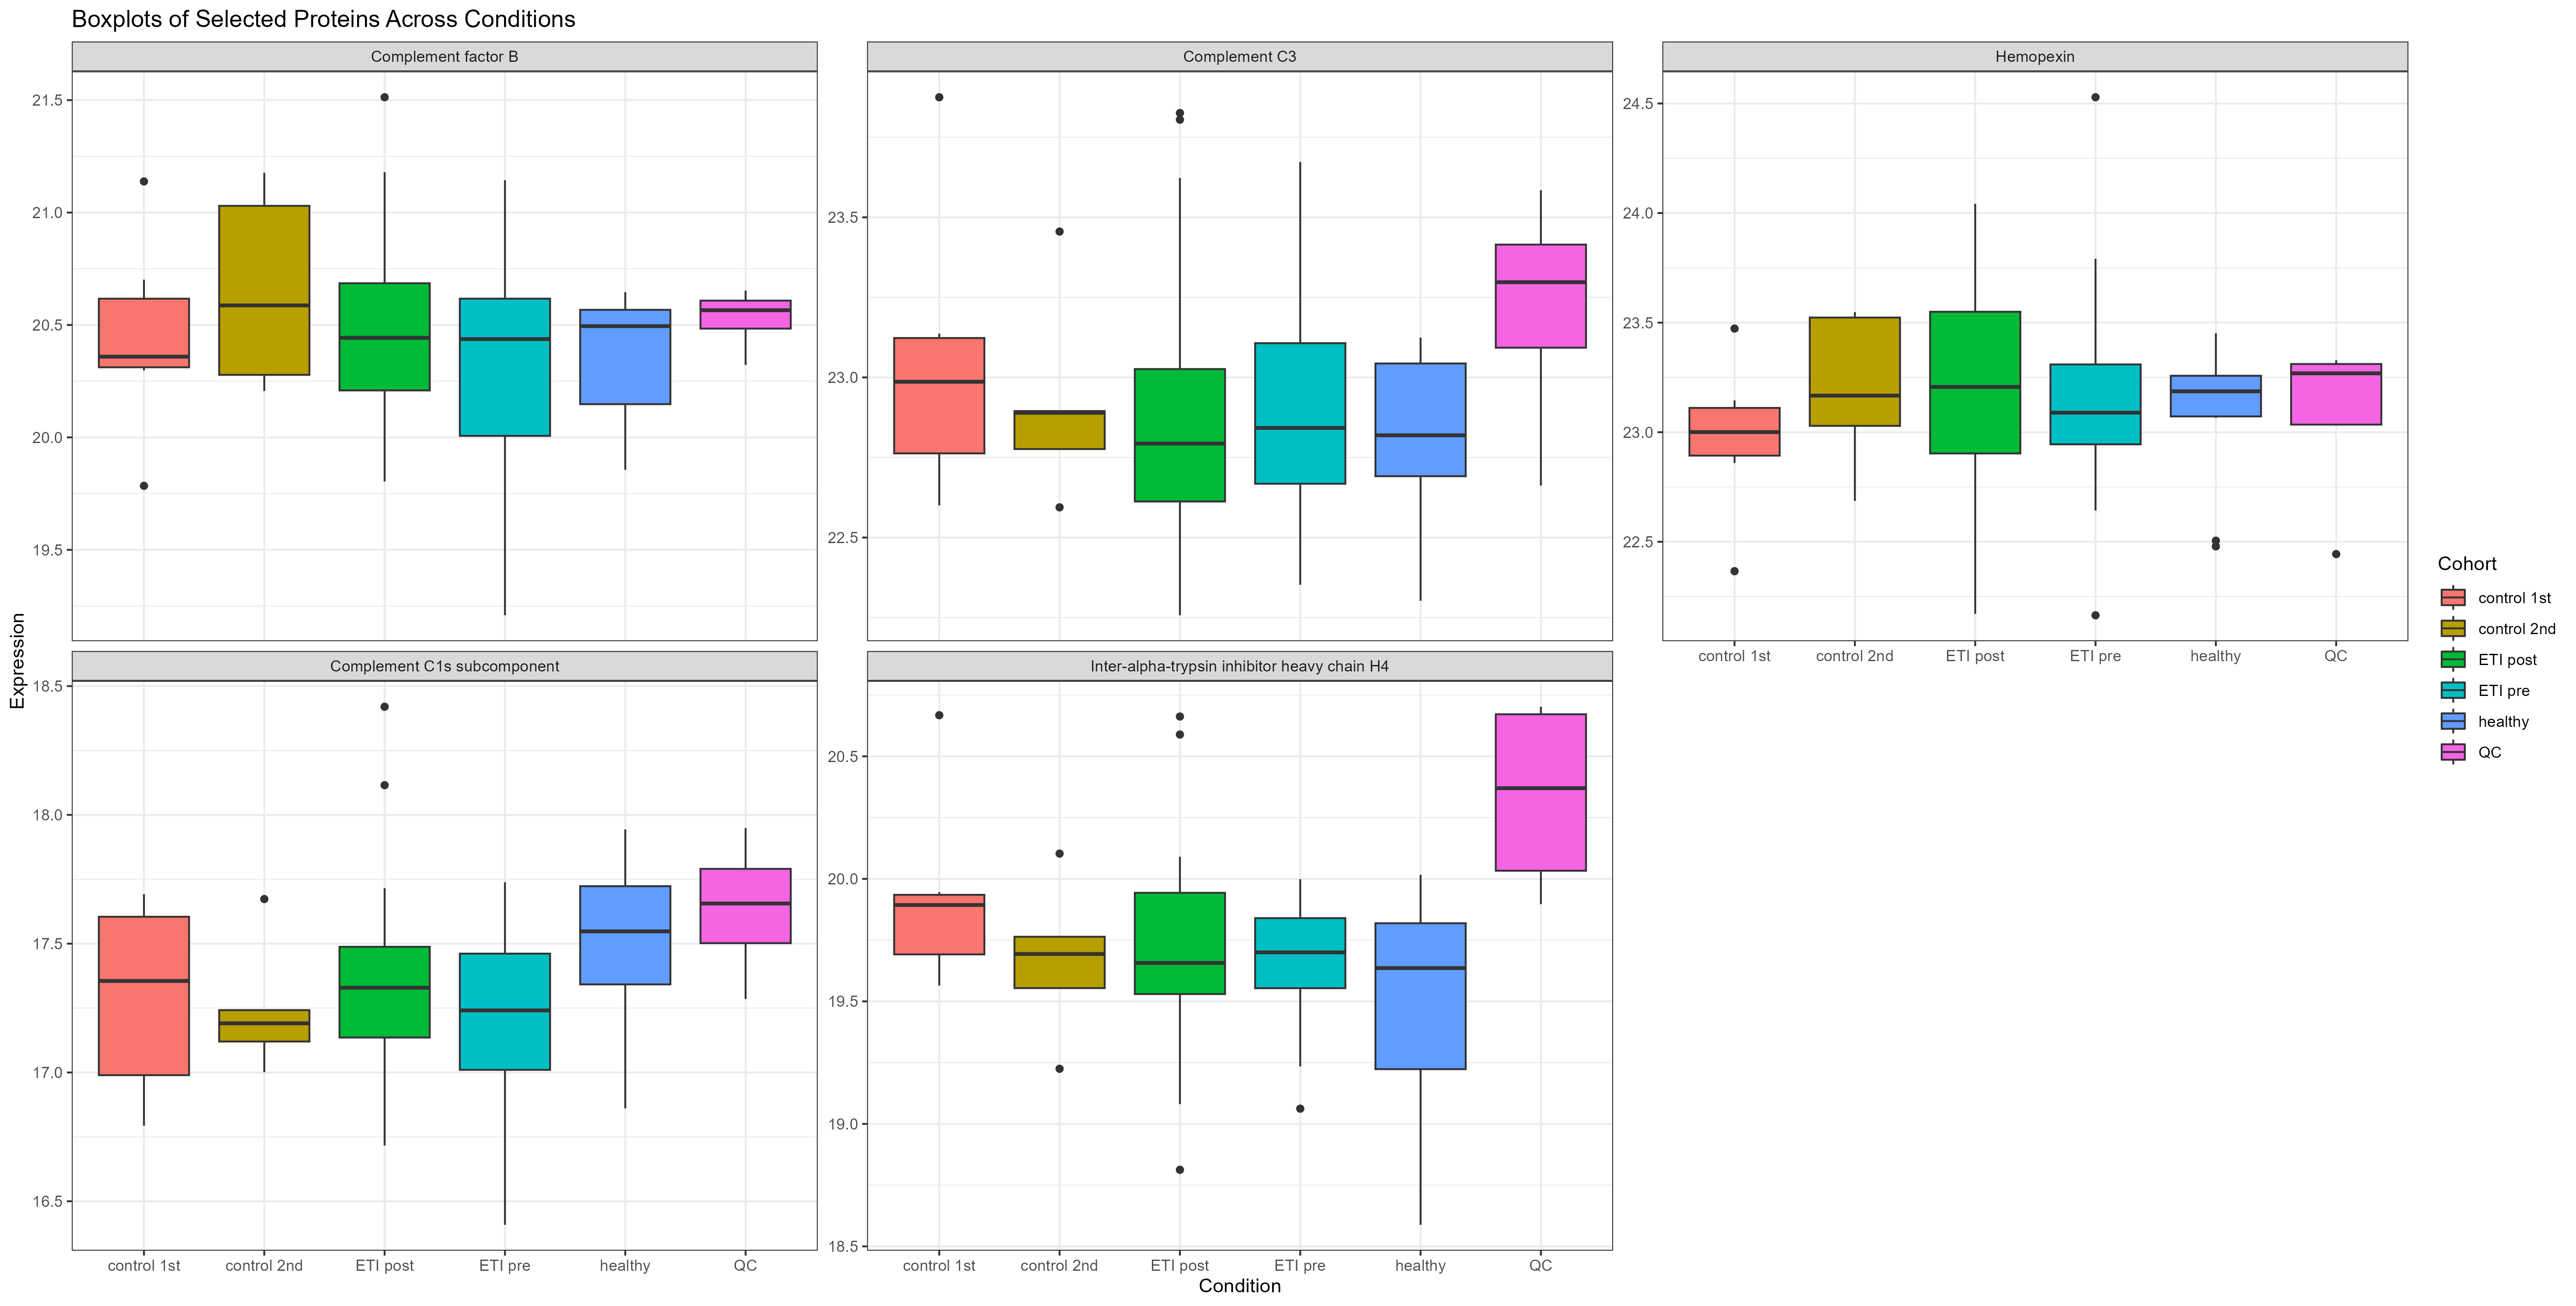 Boxplots of Selected Proteins Across Conditions
Complement factor B
21.5
21.0
20.5
20.0
19.5
Complement C3
23.5
23.0
22.5
Hemopexin
24.5
24.0
23.5
23.0
22.5
control 1st
control 2nd
ETI post
ETI pre
healthy
QC
Expression
Complement C1s subcomponent
18.5
18.0
17.5
17.0
16.5
control 1st
control 2nd
ETI post
ETI pre
healthy
QC
Inter-alpha-trypsin inhibitor heavy chain H4
20.5
20.0
19.5
19.0
18.5
control 1st
control 2nd
ETI post
ETI pre
healthy
QC
Condition
Cohort
control 1st
control 2nd
ETI post
ETI pre
healthy
QC